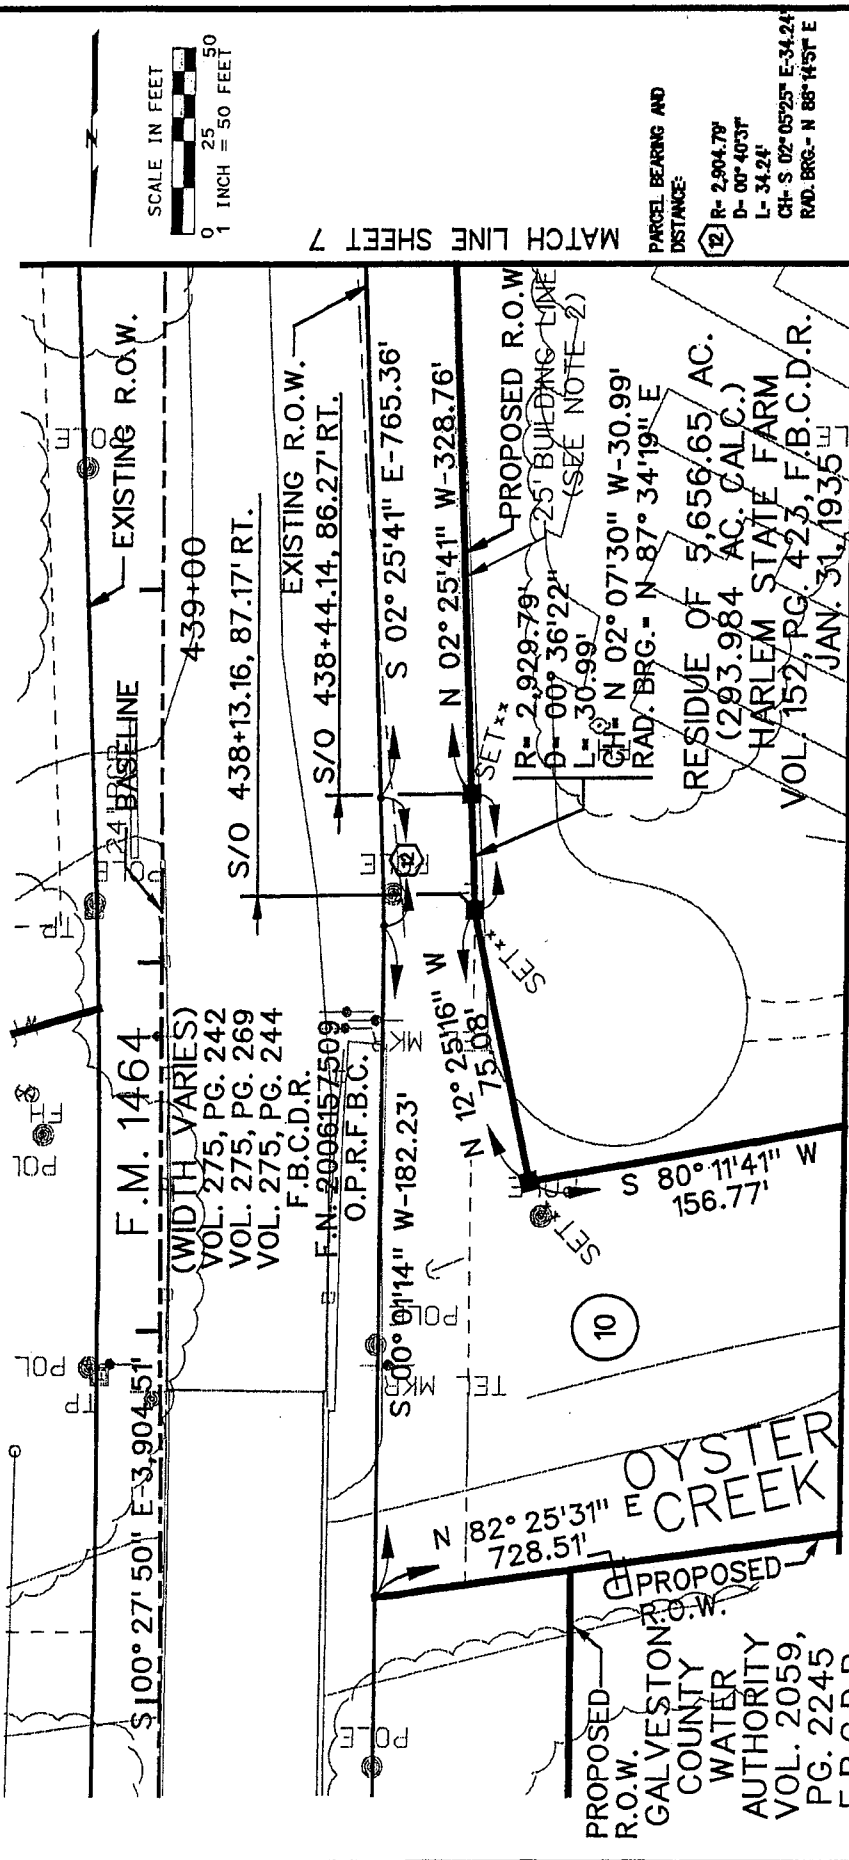 SCALE IN FEET
0 25 50
1 INCH = 50 FEET
N
MATCH LINE SHEET 7
PARCEL BEARING AND
DISTANCE:
12
R= 2,904.79'
D= 00° 40'31"
L= 34.24'
CH= S 02°05'25" E-34.24'
RAD. BRG.= N 88°14'51" E
EXISTING R.O.W.
POLE
439+00
BASELINE
24" RCP
POLE
TP
S/O 438+13.16, 87.17' RT.
EXISTING R.O.W.
S/O 438+44.14, 86.27' RT.
S 02° 25'41" E-765.36'
N 02° 25'41" W-328.76'
PROPOSED R.O.W.
25' BUILDING LINE
(SEE NOTE 2)
R= 2,929.79'
D= 00° 36'22"
L= 30.99'
CH= N 02° 07'30" W-30.99'
RAD. BRG.= N 87° 34'19" E
RESIDUE OF 5,656.65 AC.
(293.984 AC. CALC.)
HARLEM STATE FARM
VOL. 152, PG. 423, F.B.C.D.R.
JAN. 31, 1935
SET**
12
SET**
F.M. 1464
(WIDTH VARIES)
VOL. 275, PG. 242
VOL. 275, PG. 269
VOL. 275, PG. 244
F.B.C.D.R.
F.N. 2006157509
O.P.R.F.B.C.
FH
POL
MKR
N 12° 25'16" W
75.08'
S 00° 01'14" W-182.23'
S 80° 11'41" W
156.77'
SET**
10
POL
TP
POL
TEL MKR
S 00° 27' 50" E-3,904.51'
OYSTER
CREEK
N 82° 25'31" E
728.51'
PROPOSED
R.O.W.
POLE
PROPOSED
R.O.W.
GALVESTON
COUNTY
WATER
AUTHORITY
VOL. 2059,
PG. 2245
F.B.C.D.R.